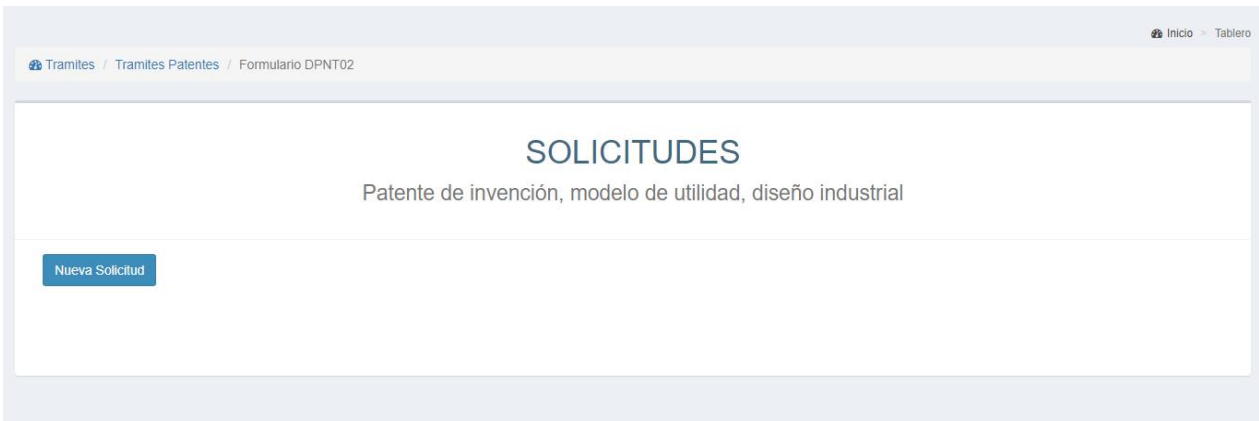 Inicio > Tablero
Tramites / Tramites Patentes / Formulario DPNT02
SOLICITUDES
Patente de invención, modelo de utilidad, diseño industrial
Nueva Solicitud